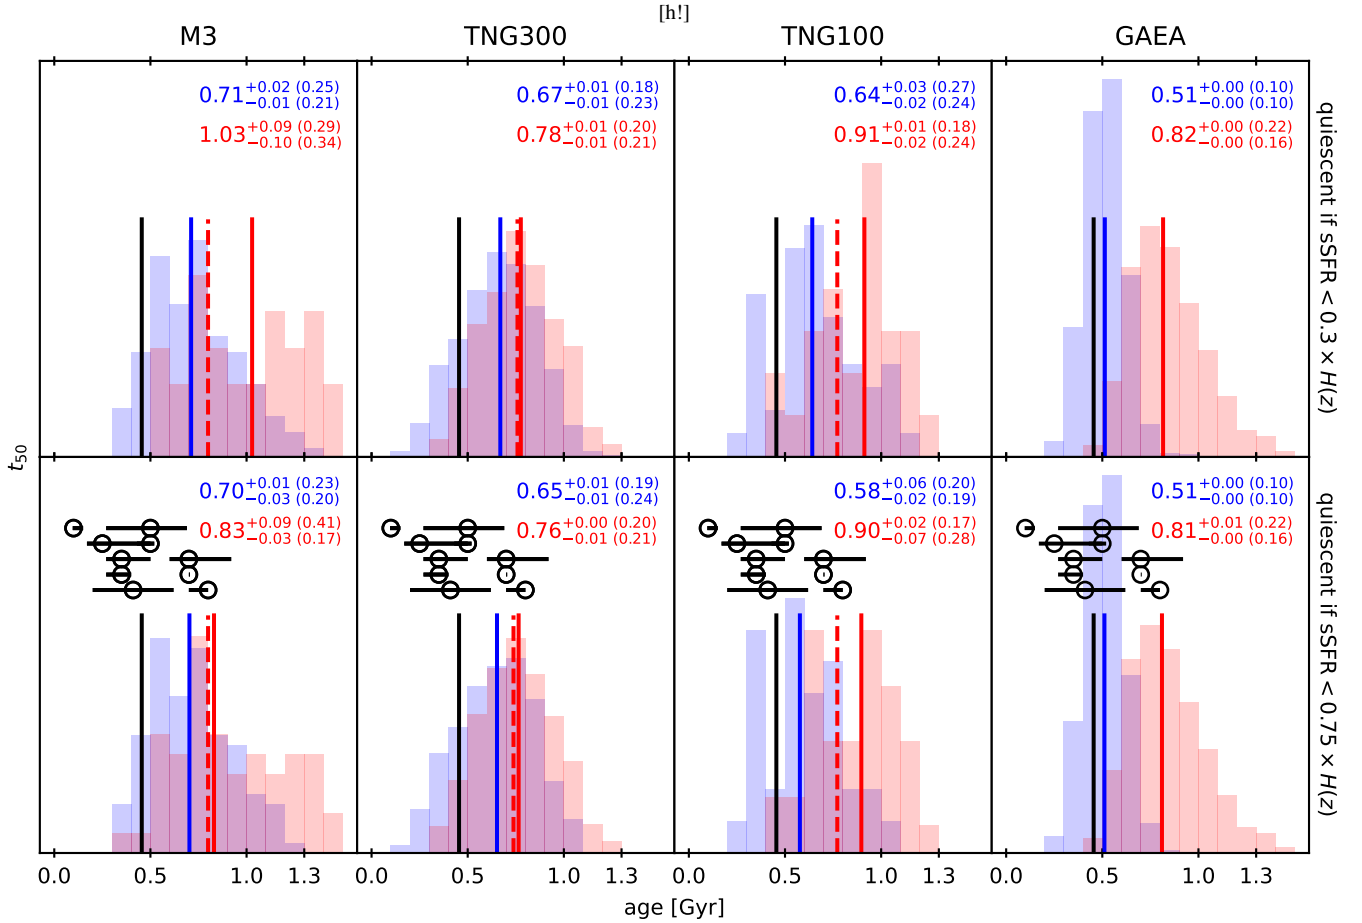 [h!]
M3 TNG300 TNG100 GAEA
0.71 +0.02 (0.25) −0.01 (0.21)
1.03 +0.09 (0.29) −0.10 (0.34)
0.67 +0.01 (0.18) −0.01 (0.23)
0.78 +0.01 (0.20) −0.01 (0.21)
0.64 +0.03 (0.27) −0.02 (0.24)
0.91 +0.01 (0.18) −0.02 (0.24)
0.51 +0.00 (0.10) −0.00 (0.10)
0.82 +0.00 (0.22) −0.00 (0.16)
quiescent if sSFR < 0.3 × H(z)
t50
0.70 +0.01 (0.23) −0.03 (0.20)
0.83 +0.09 (0.41) −0.03 (0.17)
0.65 +0.01 (0.19) −0.01 (0.24)
0.76 +0.00 (0.20) −0.01 (0.21)
0.58 +0.06 (0.20) −0.02 (0.19)
0.90 +0.02 (0.17) −0.07 (0.28)
0.51 +0.00 (0.10) −0.00 (0.10)
0.81 +0.01 (0.22) −0.00 (0.16)
quiescent if sSFR < 0.75 × H(z)
0.0 0.5 1.0 1.3 0.0 0.5 1.0 1.3 0.0 0.5 1.0 1.3 0.0 0.5 1.0 1.3
age [Gyr]